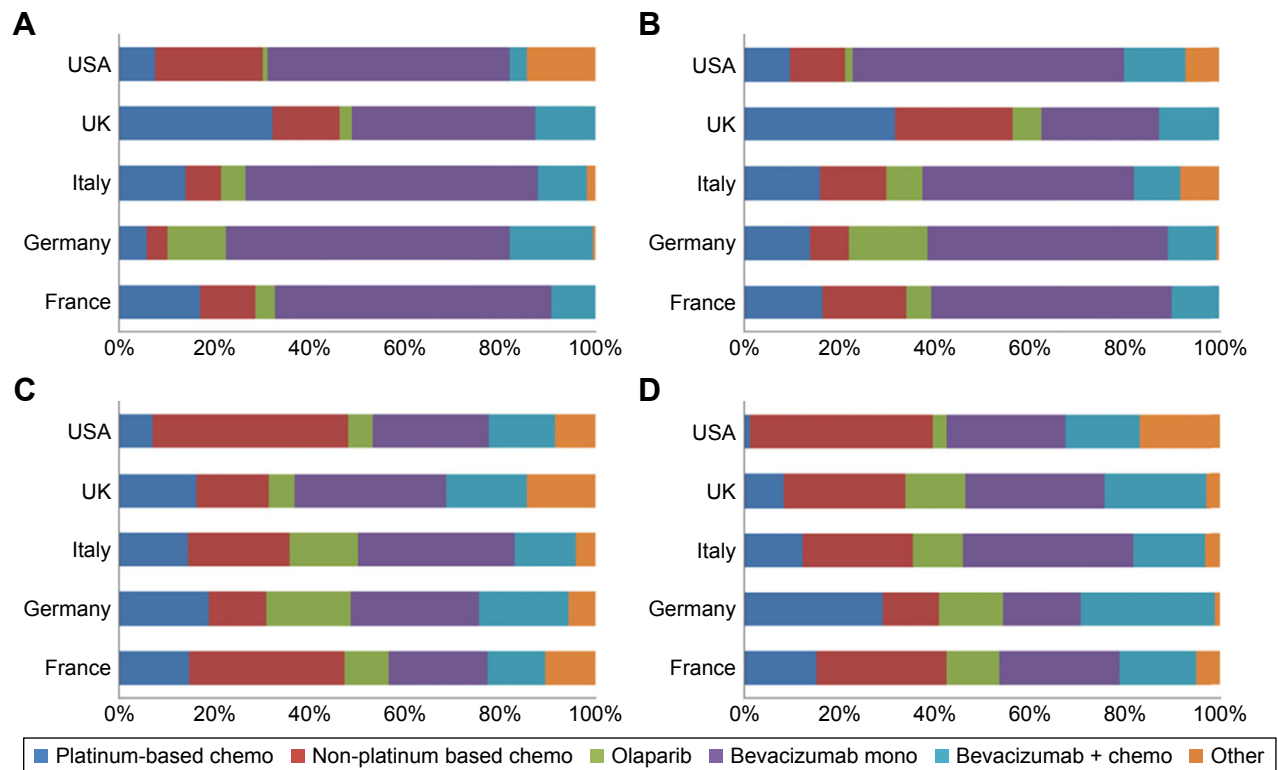 A
USA
UK
Italy
Germany
France
0% 20% 40% 60% 80% 100%
B
USA
UK
Italy
Germany
France
0% 20% 40% 60% 80% 100%
C
USA
UK
Italy
Germany
France
0% 20% 40% 60% 80% 100%
D
USA
UK
Italy
Germany
France
0% 20% 40% 60% 80% 100%
Platinum-based chemo Non-platinum based chemo Olaparib Bevacizumab mono Bevacizumab + chemo Other